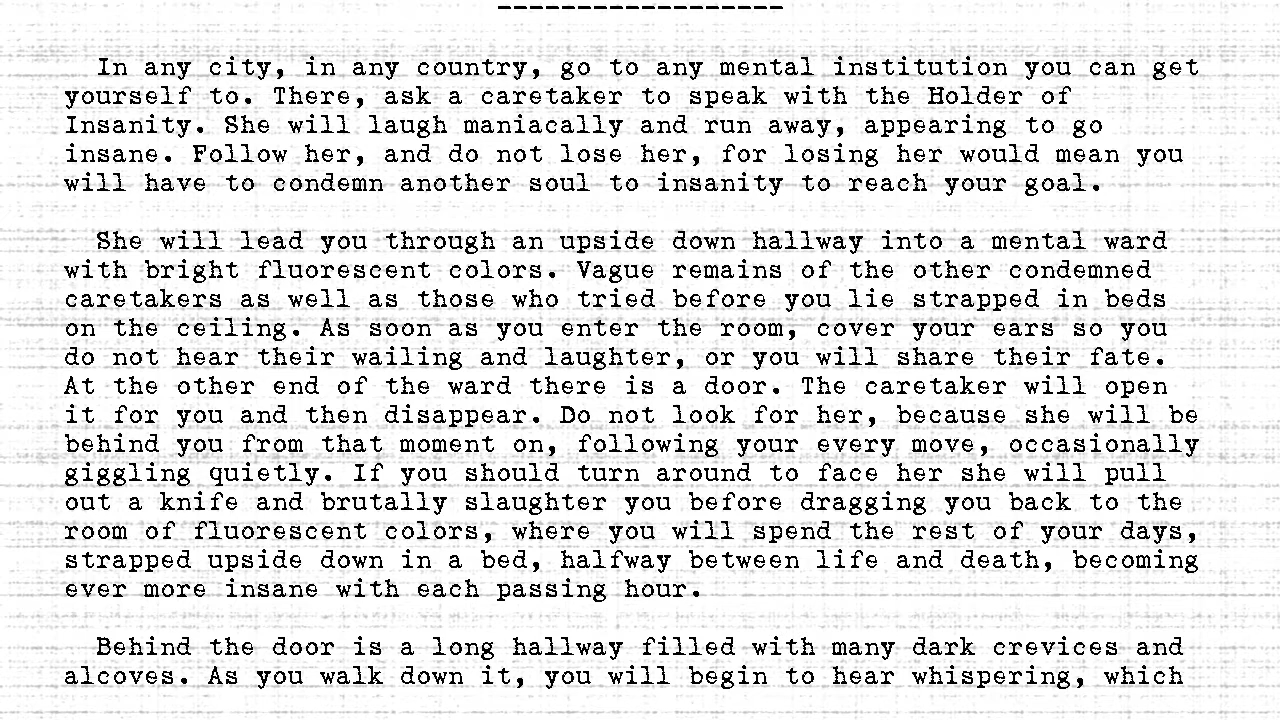 ------------------
In any city, in any country, go to any mental institution you can get
yourself to. There, ask a caretaker to speak with the Holder of
Insanity. She will laugh maniacally and run away, appearing to go
insane. Follow her, and do not lose her, for losing her would mean you
will have to condemn another soul to insanity to reach your goal.
She will lead you through an upside down hallway into a mental ward
with bright fluorescent colors. Vague remains of the other condemned
caretakers as well as those who tried before you lie strapped in beds
on the ceiling. As soon as you enter the room, cover your ears so you
do not hear their wailing and laughter, or you will share their fate.
At the other end of the ward there is a door. The caretaker will open
it for you and then disappear. Do not look for her, because she will be
behind you from that moment on, following your every move, occasionally
giggling quietly. If you should turn around to face her she will pull
out a knife and brutally slaughter you before dragging you back to the
room of fluorescent colors, where you will spend the rest of your days,
strapped upside down in a bed, halfway between life and death, becoming
ever more insane with each passing hour.
Behind the door is a long hallway filled with many dark crevices and
alcoves. As you walk down it, you will begin to hear whispering, which